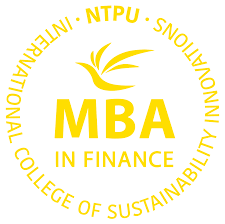 · NTPU ·
INTERNATIONAL COLLEGE OF SUSTAINABILITY INNOVATIONS
MBA
IN FINANCE